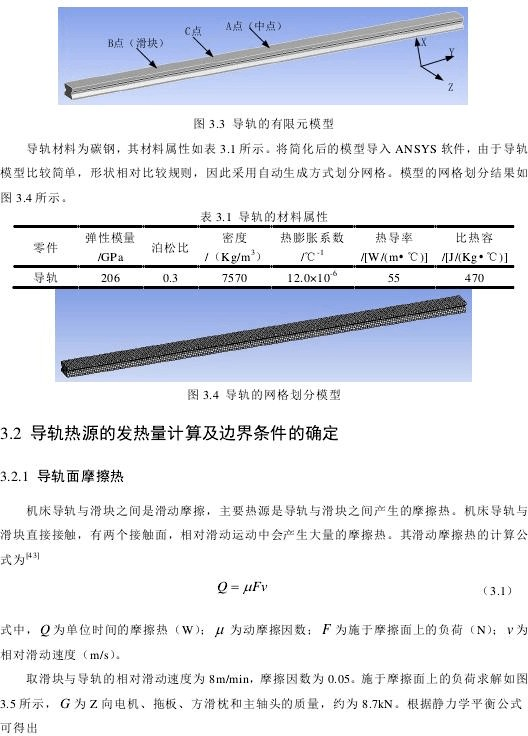 A点（中点）
C点
B点（滑块）
X
Y
Z
图 3.3 导轨的有限元模型
导轨材料为碳钢，其材料属性如表 3.1 所示。将简化后的模型导入 ANSYS 软件，由于导轨
模型比较简单，形状相对比较规则，因此采用自动生成方式划分网格。模型的网格划分结果如
图 3.4 所示。
表 3.1 导轨的材料属性
零件 弹性模量/GPa 泊松比 密度/（Kg/m³） 热膨胀系数/℃⁻¹ 热导率/[W/(m•℃)] 比热容/[J/(Kg•℃)]
导轨 206 0.3 7570 12.0×10⁻⁶ 55 470
图 3.4 导轨的网格划分模型
3.2 导轨热源的发热量计算及边界条件的确定
3.2.1 导轨面摩擦热
机床导轨与滑块之间是滑动摩擦，主要热源是导轨与滑块之间产生的摩擦热。机床导轨与
滑块直接接触，有两个接触面，相对滑动运动中会产生大量的摩擦热。其滑动摩擦热的计算公
式为[43]
Q = μFv （3.1）
式中，Q 为单位时间的摩擦热（W）；μ 为动摩擦因数；F 为施于摩擦面上的负荷（N）；v 为
相对滑动速度（m/s）。
取滑块与导轨的相对滑动速度为 8m/min，摩擦因数为 0.05。施于摩擦面上的负荷求解如图
3.5 所示，G 为 Z 向电机、拖板、方滑枕和主轴头的质量，约为 8.7kN。根据静力学平衡公式
可得出